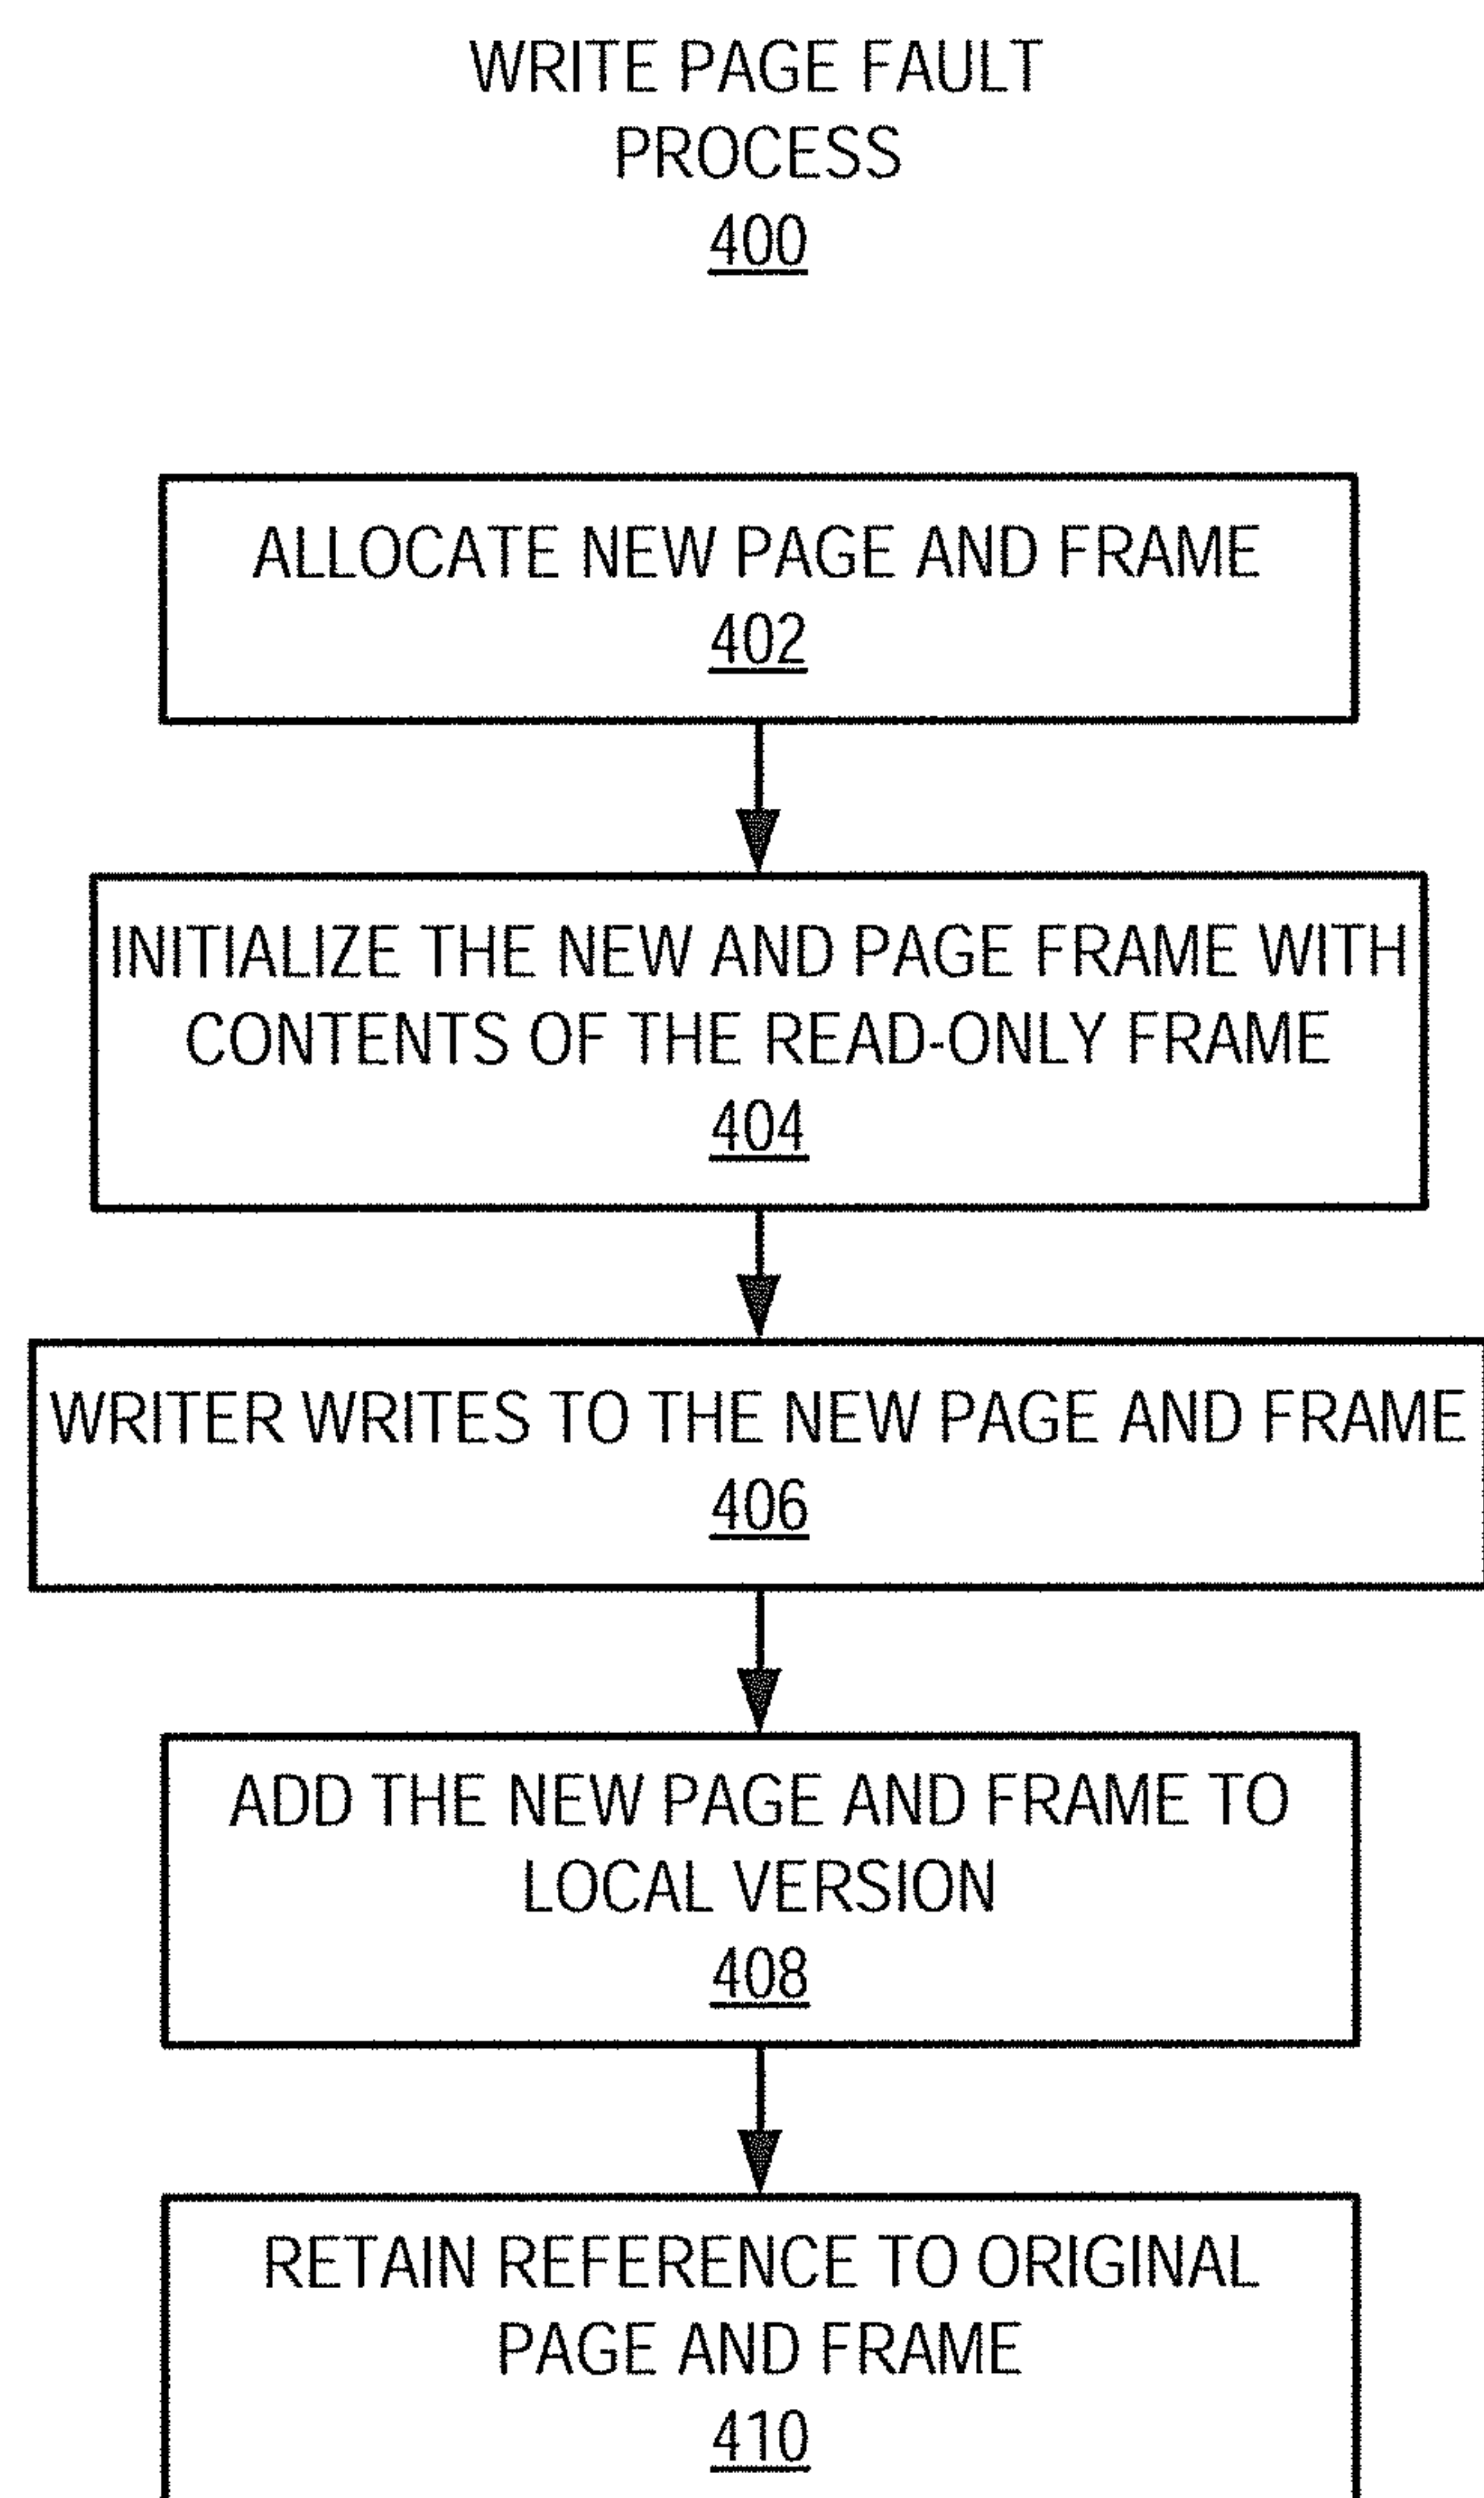 WRITE PAGE FAULT
PROCESS
400
ALLOCATE NEW PAGE AND FRAME
402
INITIALIZE THE NEW AND PAGE FRAME WITH
CONTENTS OF THE READ-ONLY FRAME
404
WRITER WRITES TO THE NEW PAGE AND FRAME
406
ADD THE NEW PAGE AND FRAME TO
LOCAL VERSION
408
RETAIN REFERENCE TO ORIGINAL
PAGE AND FRAME
410